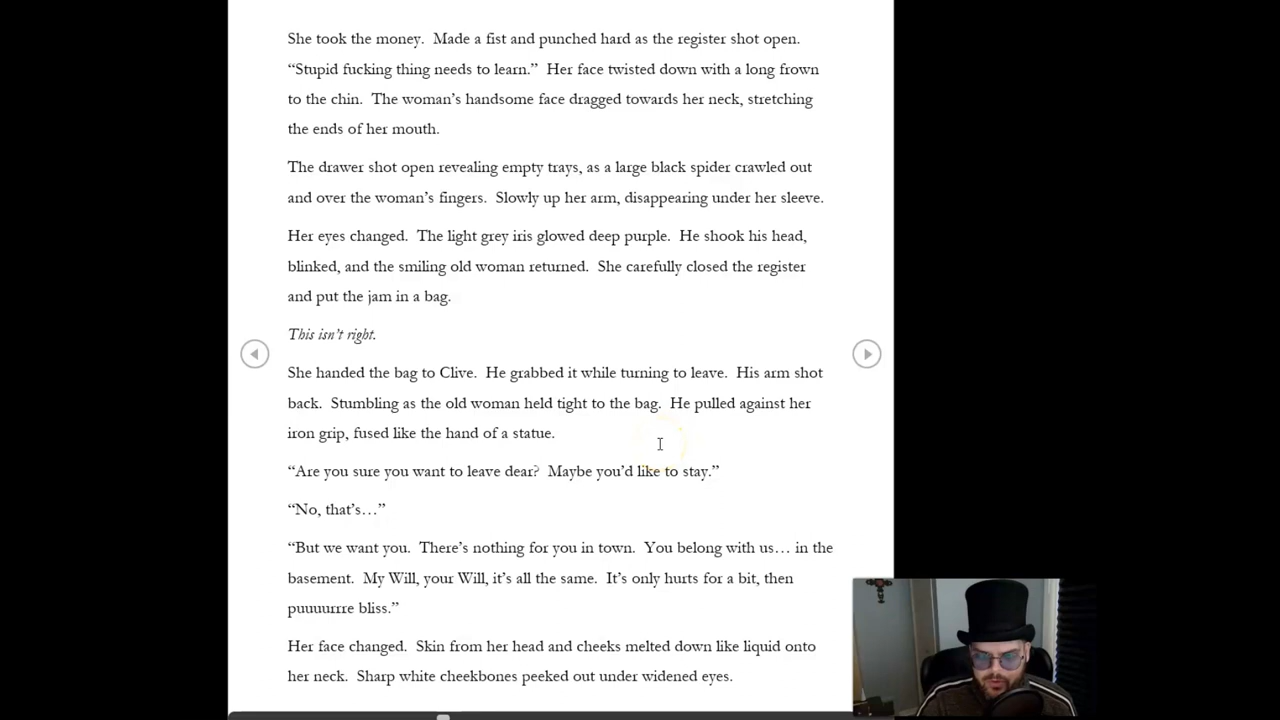 She took the money.  Made a fist and punched hard as the register shot open.
“Stupid fucking thing needs to learn.”  Her face twisted down with a long frown
to the chin.  The woman’s handsome face dragged towards her neck, stretching
the ends of her mouth.
The drawer shot open revealing empty trays, as a large black spider crawled out
and over the woman’s fingers.  Slowly up her arm, disappearing under her sleeve.
Her eyes changed.  The light grey iris glowed deep purple.  He shook his head,
blinked, and the smiling old woman returned.  She carefully closed the register
and put the jam in a bag.
This isn’t right.
She handed the bag to Clive.  He grabbed it while turning to leave.  His arm shot
back.  Stumbling as the old woman held tight to the bag.  He pulled against her
iron grip, fused like the hand of a statue.
“Are you sure you want to leave dear?  Maybe you’d like to stay.”
“No, that’s…”
“But we want you.  There’s nothing for you in town.  You belong with us… in the
basement.  My Will, your Will, it’s all the same.  It’s only hurts for a bit, then
puuuurrre bliss.”
Her face changed.  Skin from her head and cheeks melted down like liquid onto
her neck.  Sharp white cheekbones peeked out under widened eyes.